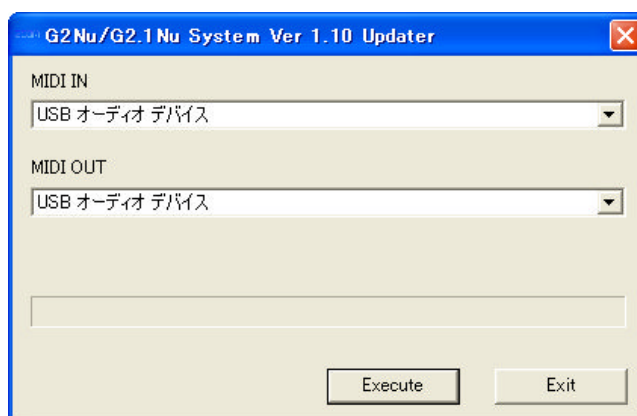 G2Nu/G2.1Nu System Ver 1.10 Updater
MIDI IN
USB オーディオ デバイス
MIDI OUT
USB オーディオ デバイス
Execute Exit